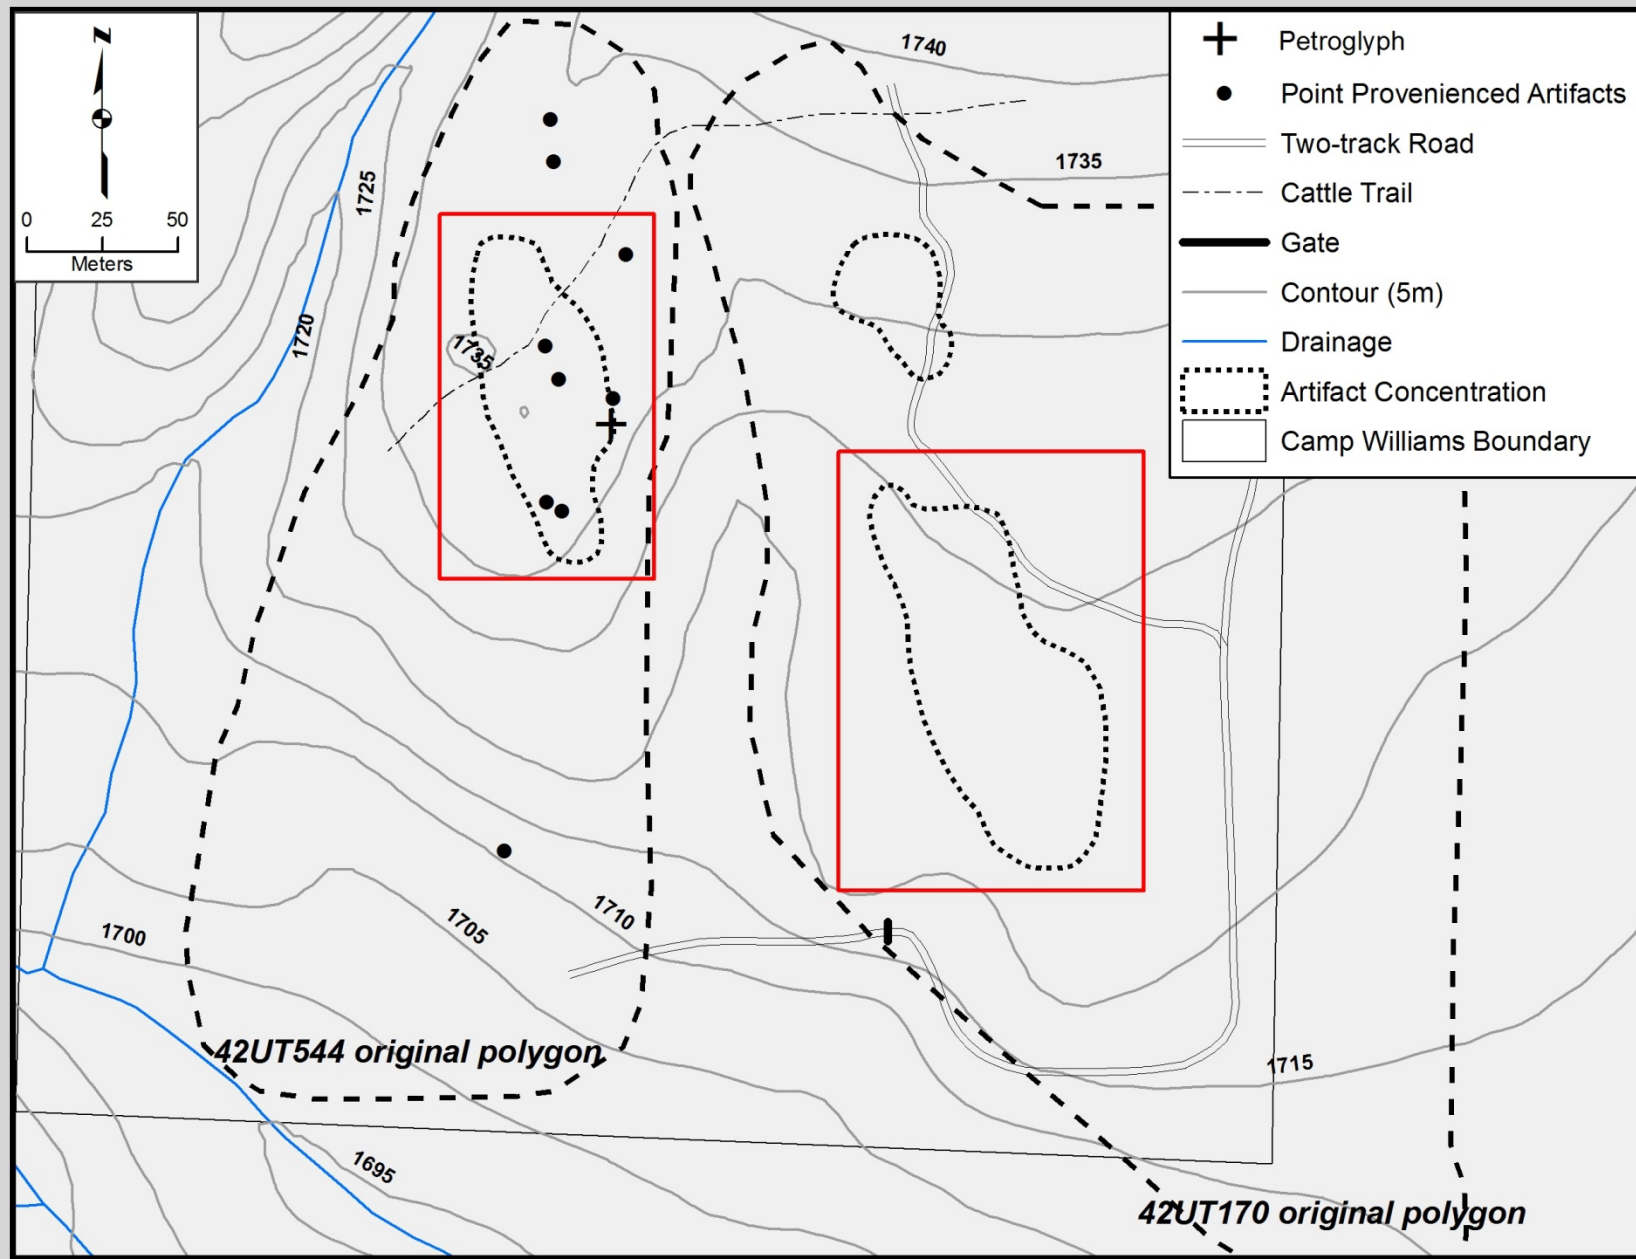 N
0 25 50
Meters
1740
1735
1725
1720
1735
1710
1705
1700
1715
1695
42UT544 original polygon
42UT170 original polygon
Petroglyph
Point Provenienced Artifacts
Two-track Road
Cattle Trail
Gate
Contour (5m)
Drainage
Artifact Concentration
Camp Williams Boundary